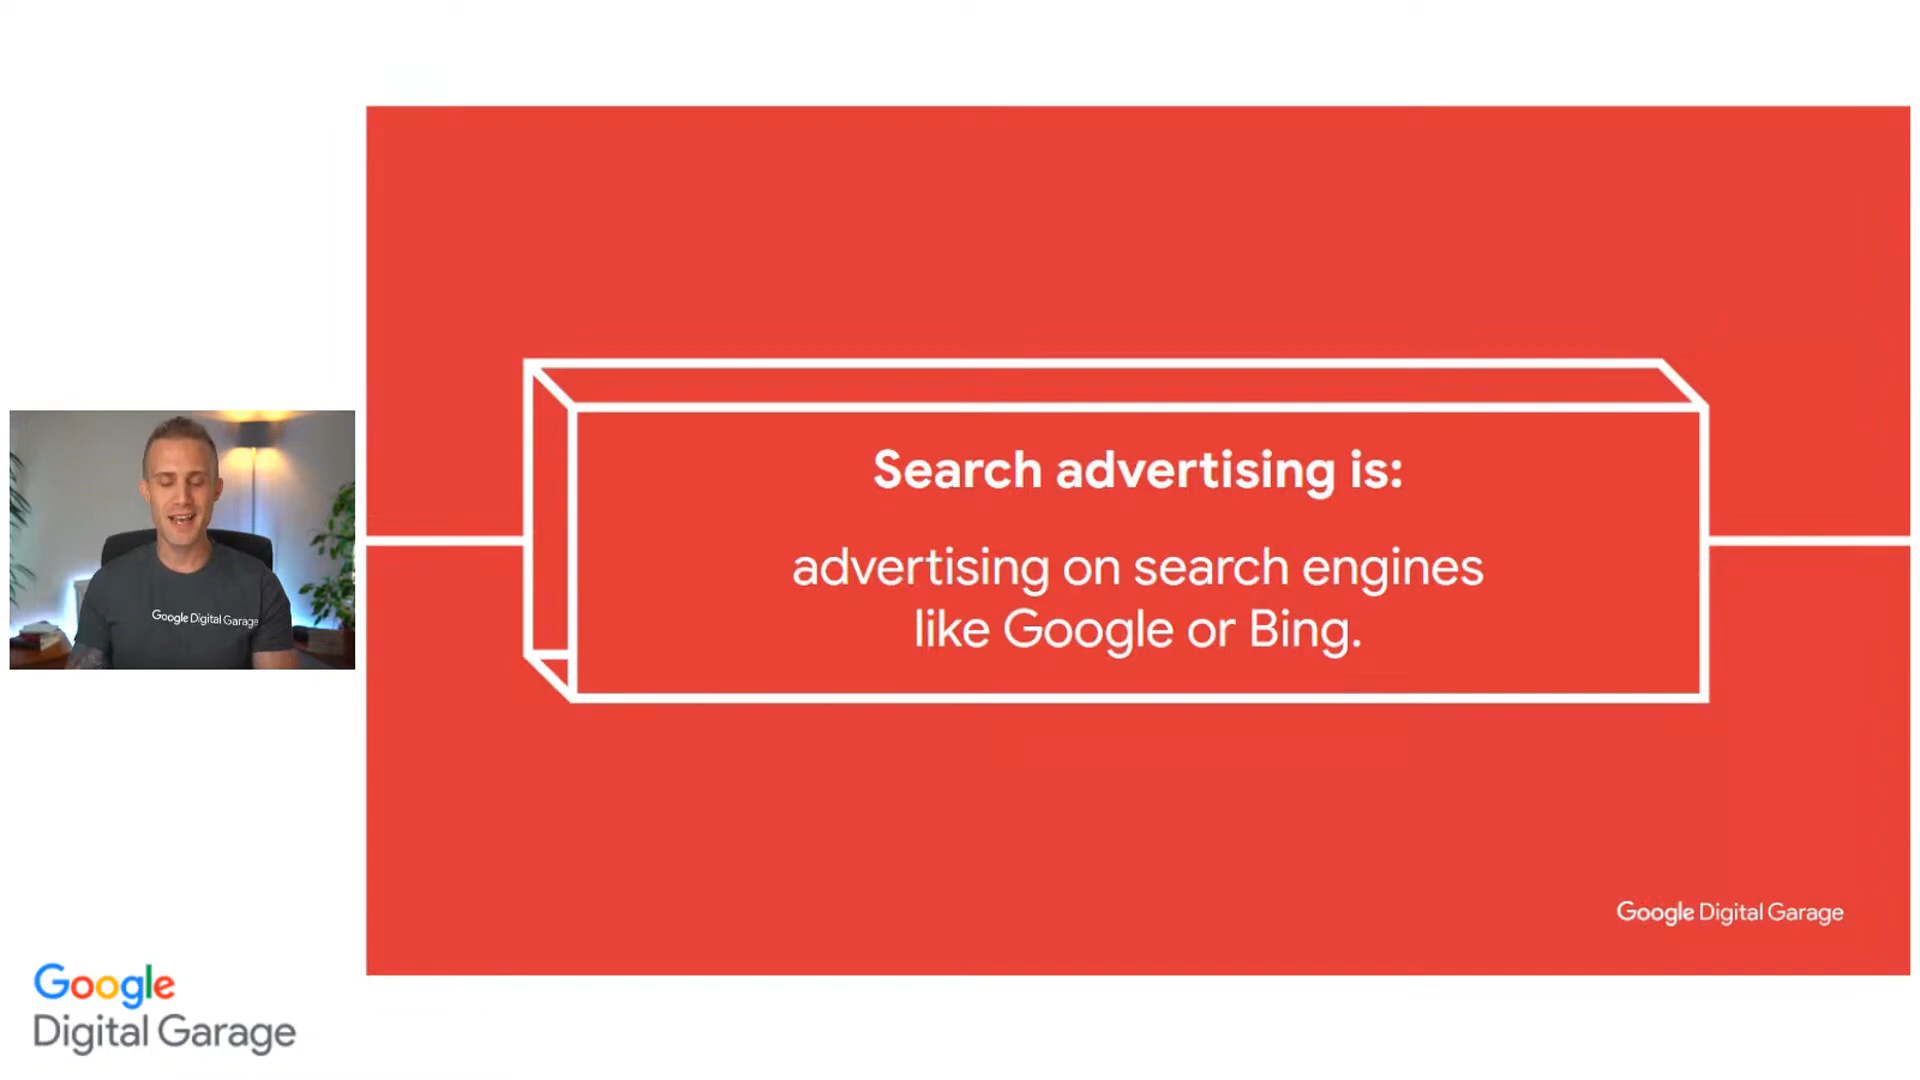 Search advertising is:
advertising on search engines
like Google or Bing.
Google Digital Garage
Google Digital Garage
Google
Digital Garage